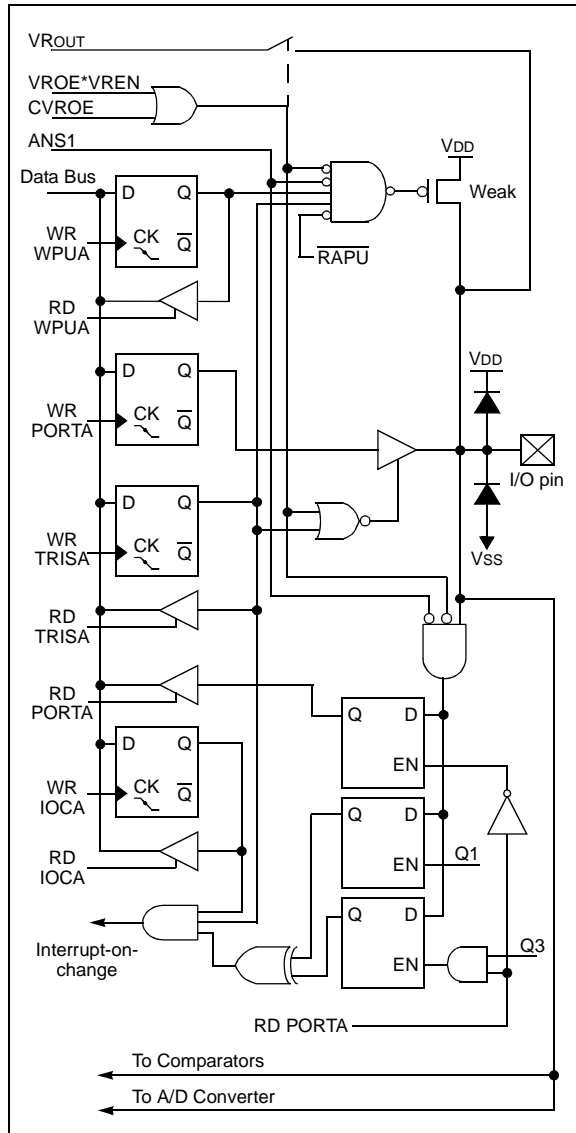 VROUT
VROE*VREN
CVROE
ANS1
Data Bus
VDD
Weak
D Q
CK Q
WR
WPUA
RAPU
RD
WPUA
VDD
D Q
CK Q
WR
PORTA
I/O pin
VSS
D Q
CK Q
WR
TRISA
RD
TRISA
RD
PORTA
Q D
EN
D Q
CK Q
WR
IOCA
Q D
EN
Q1
RD
IOCA
Q D
EN
Q3
Interrupt-on-
change
RD PORTA
To Comparators
To A/D Converter